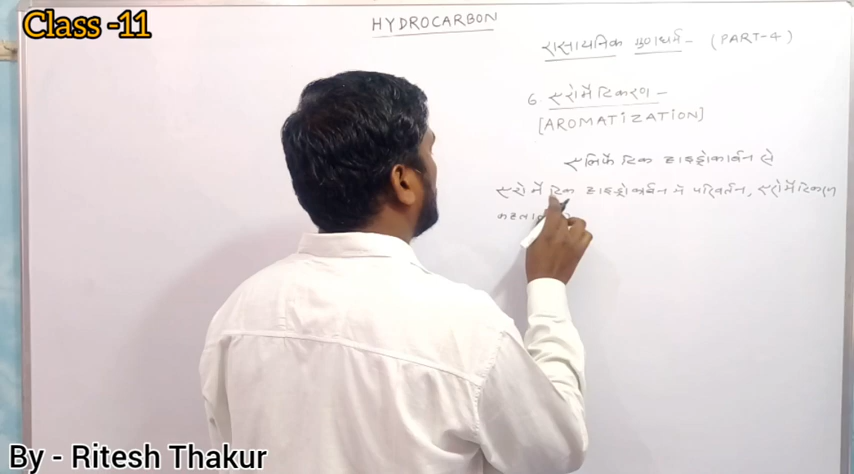 Class -11
HYDROCARBON
रासायनिक गुणधर्म - (PART-4)
6. एरोमैटिकरण -
[AROMATIZATION]
एलिफैटिक हाइड्रोकार्बन से
एरोमैटिक हाइड्रोकार्बन में परिवर्तन, एरोमैटिकरण
कहलाता
By - Ritesh Thakur